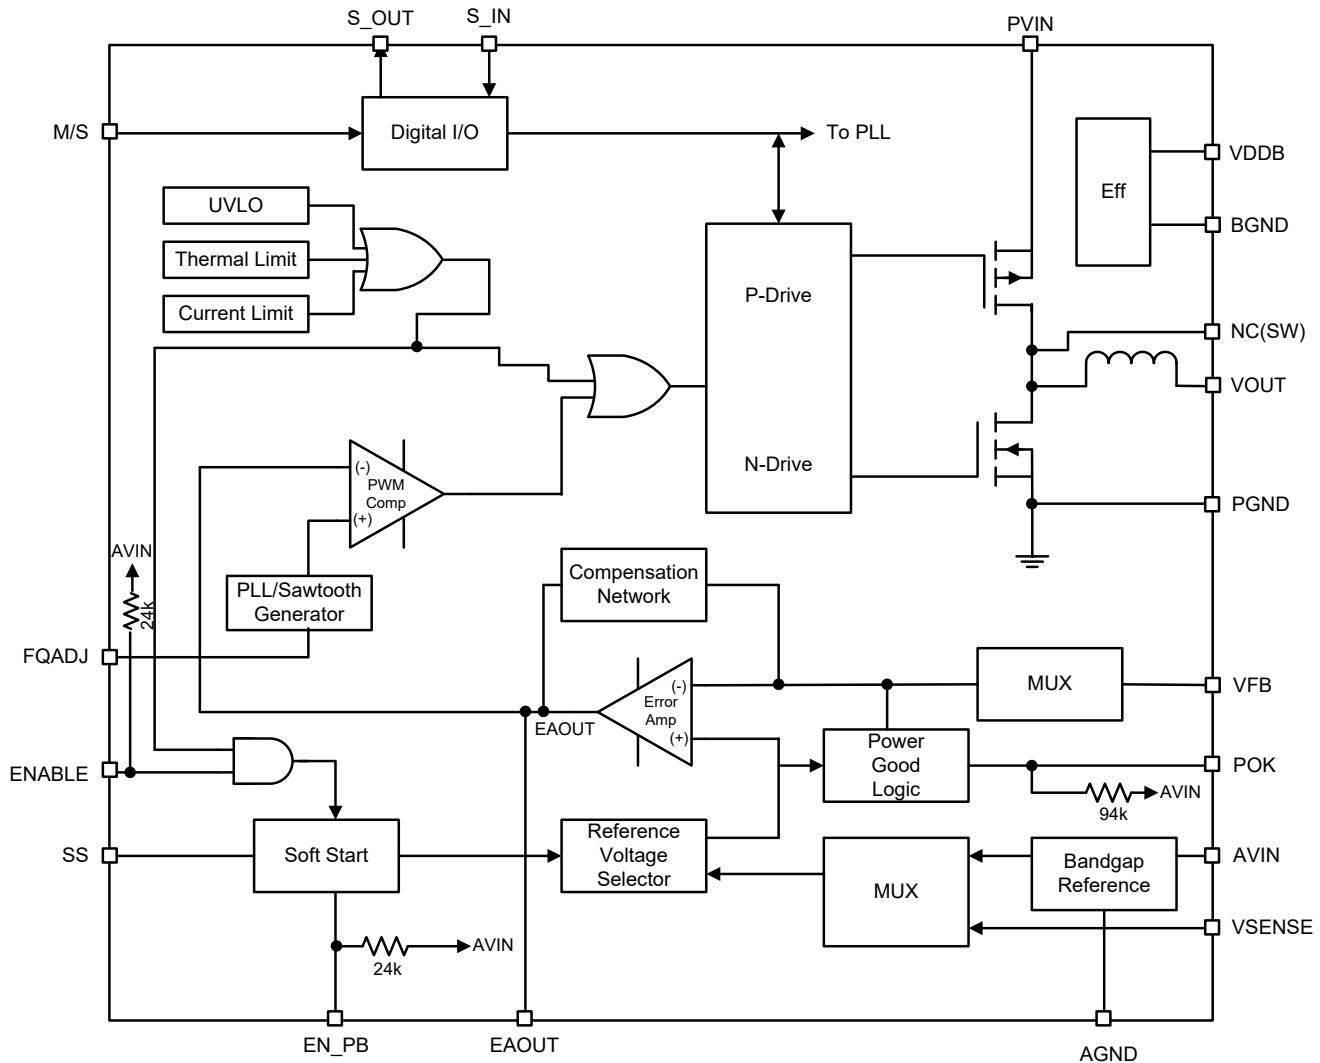 S_OUT
S_IN
PVIN
M/S
Digital I/O
To PLL
VDDB
Eff
BGND
UVLO
Thermal Limit
Current Limit
P-Drive
N-Drive
NC(SW)
VOUT
PGND
(-)
PWM
Comp
(+)
AVIN
24k
PLL/Sawtooth
Generator
FQADJ
Compensation
Network
(-)
Error
Amp
(+)
EAOUT
MUX
VFB
Power
Good
Logic
POK
94k
AVIN
ENABLE
SS
Soft Start
Reference
Voltage
Selector
MUX
Bandgap
Reference
AVIN
VSENSE
24k
AVIN
EN_PB
EAOUT
AGND